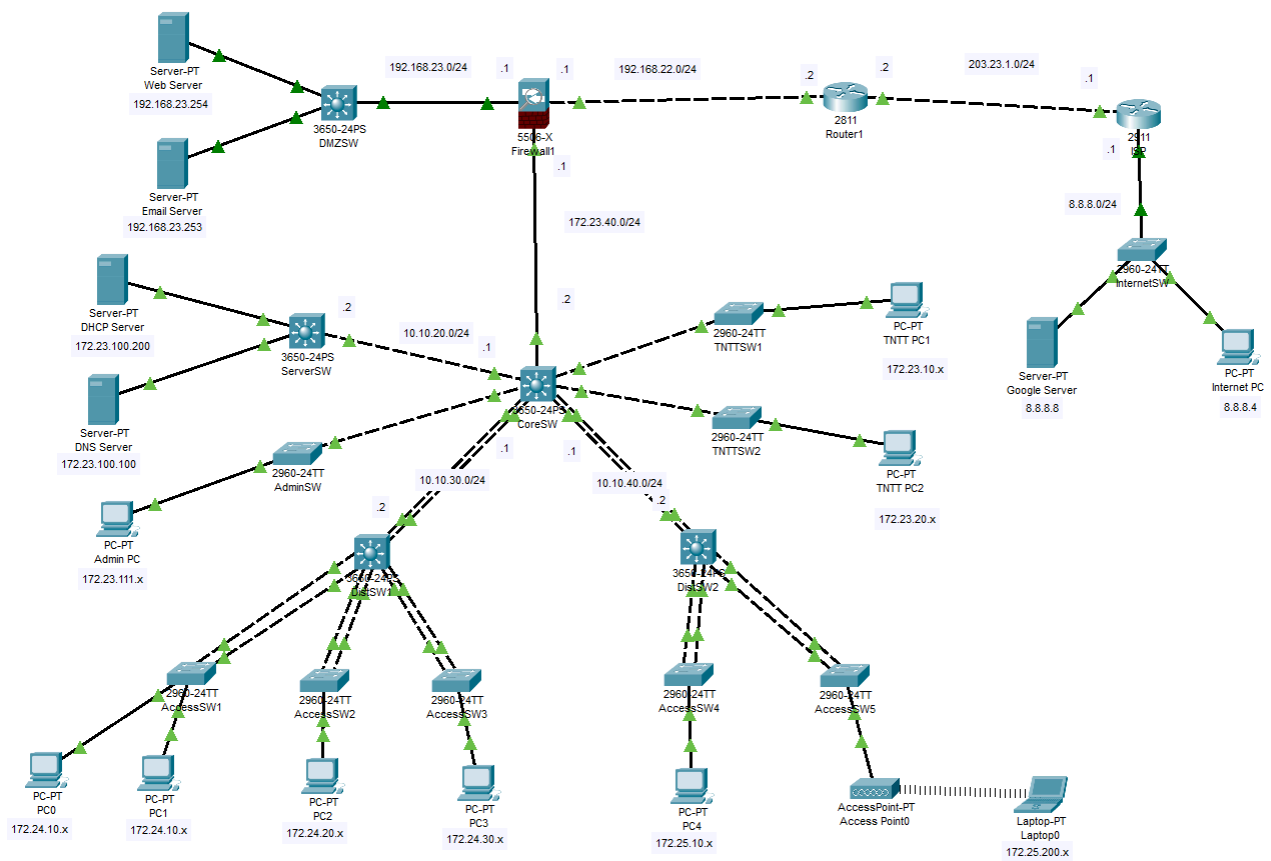 Server-PT
Web Server
192.168.23.254
192.168.23.0/24
.1
.1
192.168.22.0/24
.2
.2
203.23.1.0/24
.1
3650-24PS
DMZSW
5506-X
Firewall1
2811
Router1
2911
ISP
.1
Server-PT
Email Server
192.168.23.253
.1
172.23.40.0/24
8.8.8.0/24
2960-24TT
InternetSW
Server-PT
DHCP Server
172.23.100.200
.2
3650-24PS
ServerSW
10.10.20.0/24
.1
.2
2960-24TT
TNTTSW1
PC-PT
TNTT PC1
172.23.10.x
Server-PT
Google Server
8.8.8.8
PC-PT
Internet PC
8.8.8.4
Server-PT
DNS Server
172.23.100.100
3650-24PS
CoreSW
2960-24TT
TNTTSW2
PC-PT
TNTT PC2
172.23.20.x
2960-24TT
AdminSW
.1
.1
10.10.30.0/24
10.10.40.0/24
.2
.2
PC-PT
Admin PC
172.23.111.x
3650-24PS
DistSW1
3650-24PS
DistSW2
2960-24TT
AccessSW1
2960-24TT
AccessSW2
2960-24TT
AccessSW3
2960-24TT
AccessSW4
2960-24TT
AccessSW5
PC-PT
PC0
172.24.10.x
PC-PT
PC1
172.24.10.x
PC-PT
PC2
172.24.20.x
PC-PT
PC3
172.24.30.x
PC-PT
PC4
172.25.10.x
AccessPoint-PT
Access Point0
Laptop-PT
Laptop0
172.25.200.x